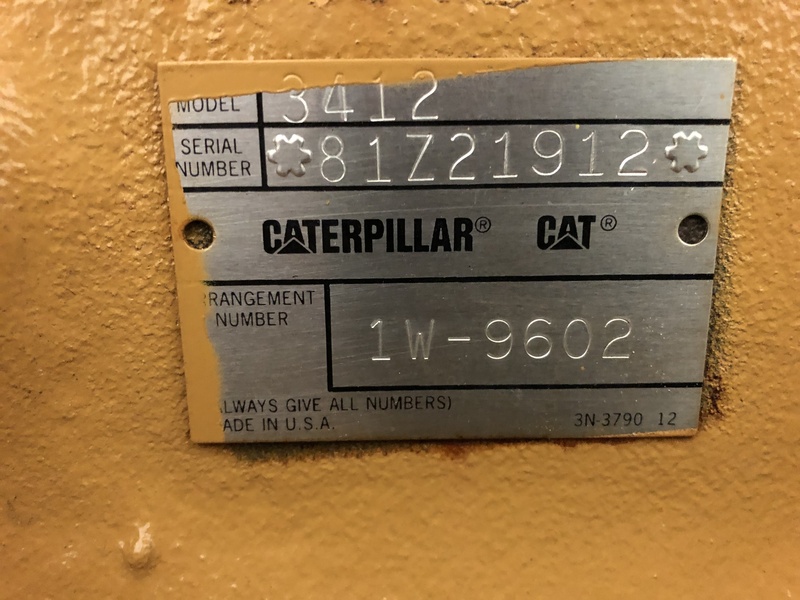 MODEL 3412
SERIAL NUMBER *81Z21912*
CATERPILLAR® CAT®
RANGEMENT NUMBER 1W-9602
LWAYS GIVE ALL NUMBERS)
ADE IN U.S.A. 3N-3790 12